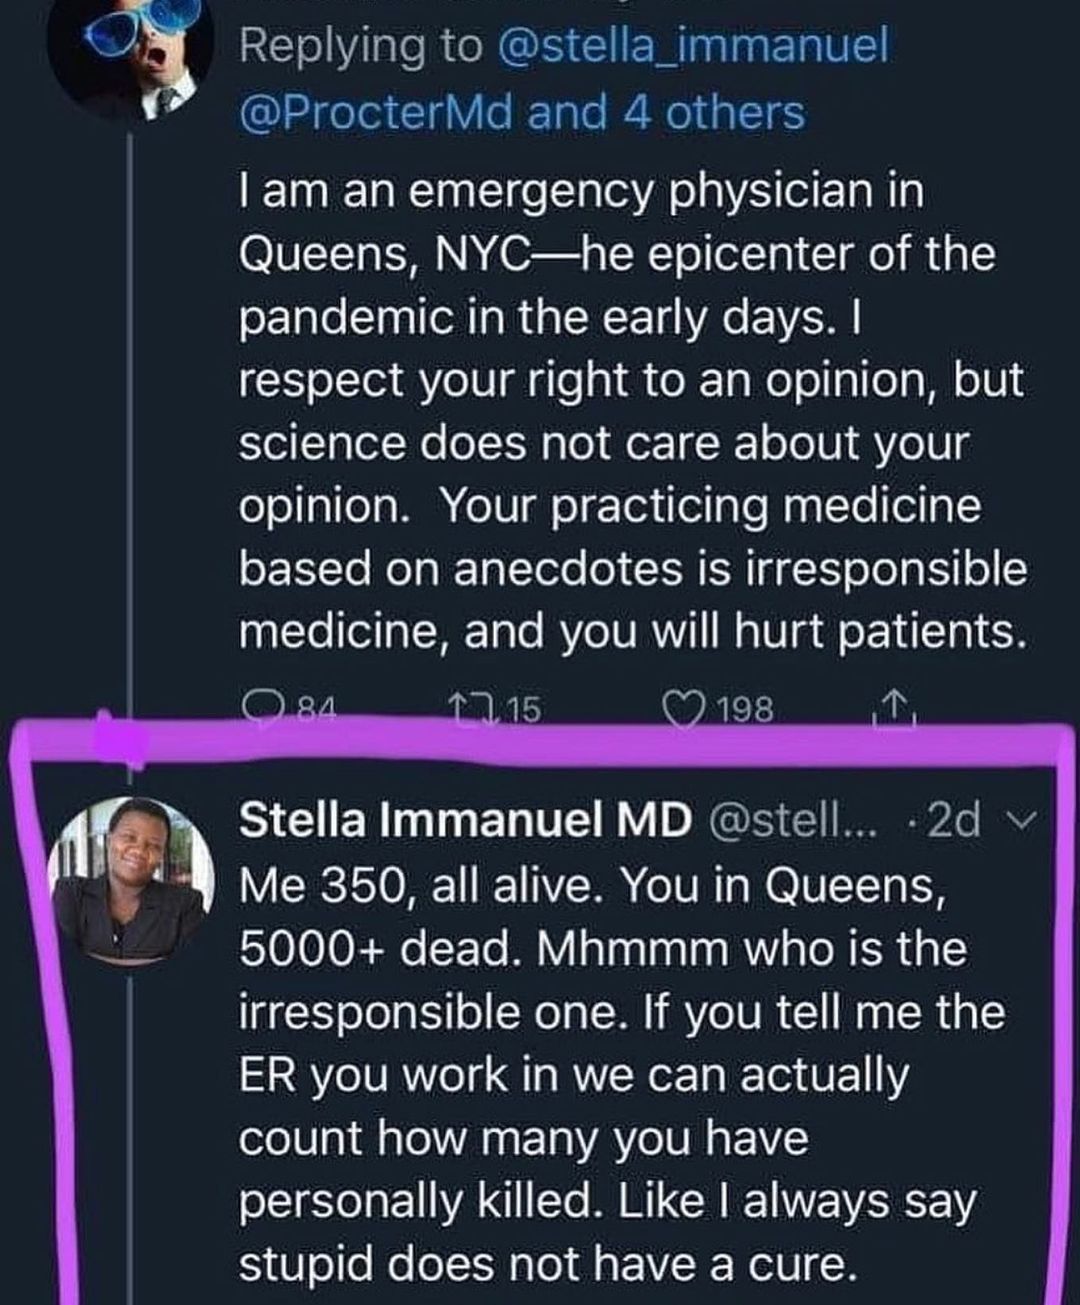 Replying to @stella_immanuel
@ProcterMd and 4 others
I am an emergency physician in
Queens, NYC—he epicenter of the
pandemic in the early days. I
respect your right to an opinion, but
science does not care about your
opinion.  Your practicing medicine
based on anecdotes is irresponsible
medicine, and you will hurt patients.
84 15 198
Stella Immanuel MD @stell... · 2d
Me 350, all alive. You in Queens,
5000+ dead. Mhmmm who is the
irresponsible one. If you tell me the
ER you work in we can actually
count how many you have
personally killed. Like I always say
stupid does not have a cure.